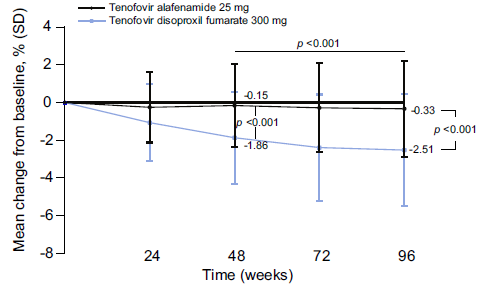 Tenofovir alafenamide 25 mg
Tenofovir disoproxil fumarate 300 mg
Mean change from baseline, % (SD)
4
2
0
-2
-4
-6
-8
p <0.001
-0.15
p <0.001
-1.86
-0.33
p <0.001
-2.51
24 48 72 96
Time (weeks)